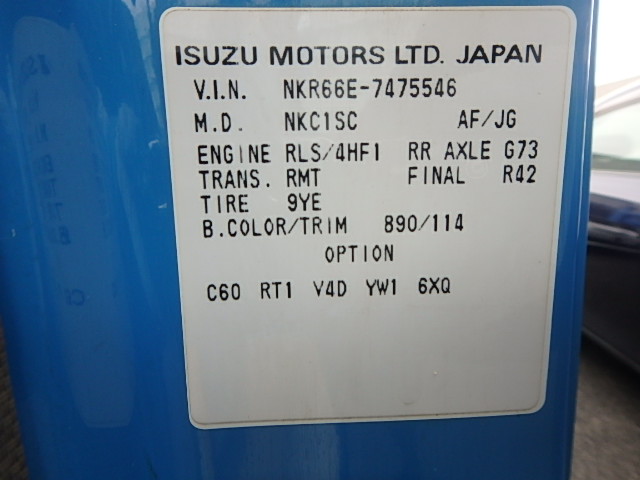 ISUZU MOTORS LTD. JAPAN
V.I.N. NKR66E-7475546
M.D. NKC1SC AF/JG
ENGINE RLS/4HF1 RR AXLE G73
TRANS. RMT FINAL R42
TIRE 9YE
B.COLOR/TRIM 890/114
OPTION
C60 RT1 V4D YW1 6XQ